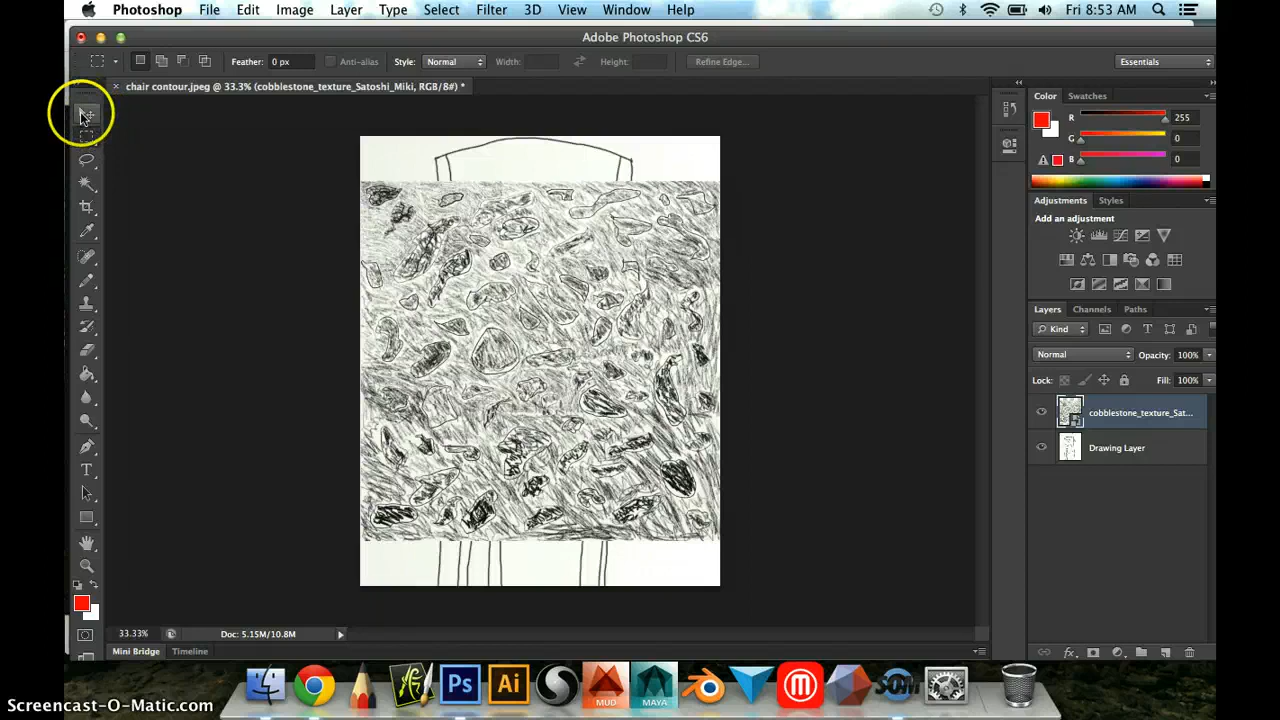 Photoshop File Edit Image Layer Type Select Filter 3D View Window Help Fri 8:53 AM
Adobe Photoshop CS6
Feather: 0 px Anti-alias Style: Normal Width: Height: Refine Edge... Essentials
× chair contour.jpeg @ 33.3% (cobblestone_texture_Satoshi_Miki, RGB/8#) *
Color Swatches
R 255
G 0
B 0
Adjustments Styles
Add an adjustment
Layers Channels Paths
Kind T
Normal Opacity: 100%
Lock: Fill: 100%
cobblestone_texture_Sat...
Drawing Layer
T
33.33% Doc: 5.15M/10.8M
Mini Bridge Timeline
fx
Ps Ai MUD MAYA SOM
Screencast-O-Matic.com